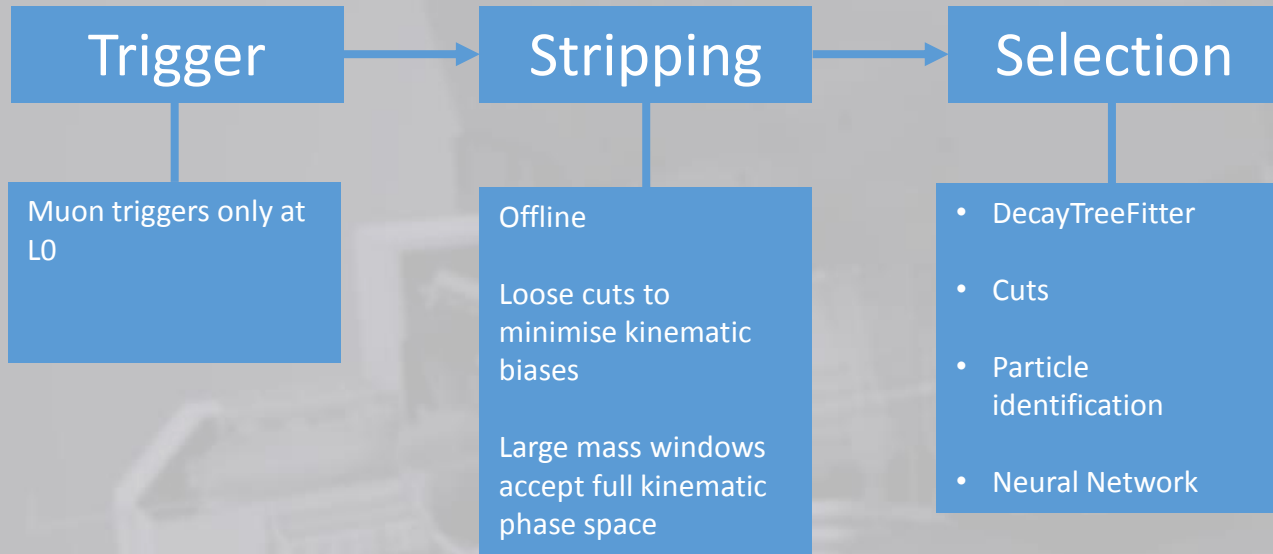 Trigger
Stripping
Selection
Muon triggers only at
L0
Offline
Loose cuts to
minimise kinematic
biases
Large mass windows
accept full kinematic
phase space
• DecayTreeFitter
• Cuts
• Particle
identification
• Neural Network